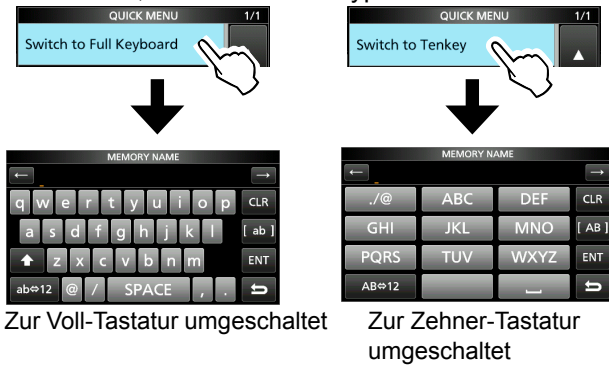 QUICK MENU 1/1
Switch to Full Keyboard
MEMORY NAME
← →
q w e r t y u i o p CLR
a s d f g h j k l [ ab ]
z x c v b n m ENT
ab⇔12 @ / SPACE , .
Zur Voll-Tastatur umgeschaltet
QUICK MENU 1/1
Switch to Tenkey
MEMORY NAME
← →
./@ ABC DEF CLR
GHI JKL MNO [ AB ]
PQRS TUV WXYZ ENT
AB⇔12
Zur Zehner-Tastatur
umgeschaltet